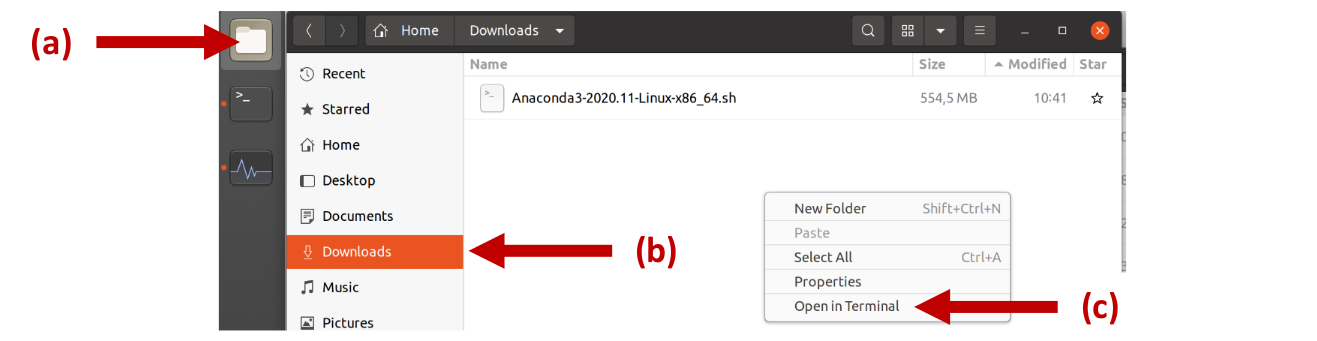 (a)
Home
Downloads
Name
Size
Modified
Star
Recent
>_ Anaconda3-2020.11-Linux-x86_64.sh
554,5 MB
10:41
>_
Starred
Home
Desktop
Documents
Downloads
(b)
Music
Pictures
New Folder Shift+Ctrl+N
Paste
Select All Ctrl+A
Properties
Open in Terminal
(c)